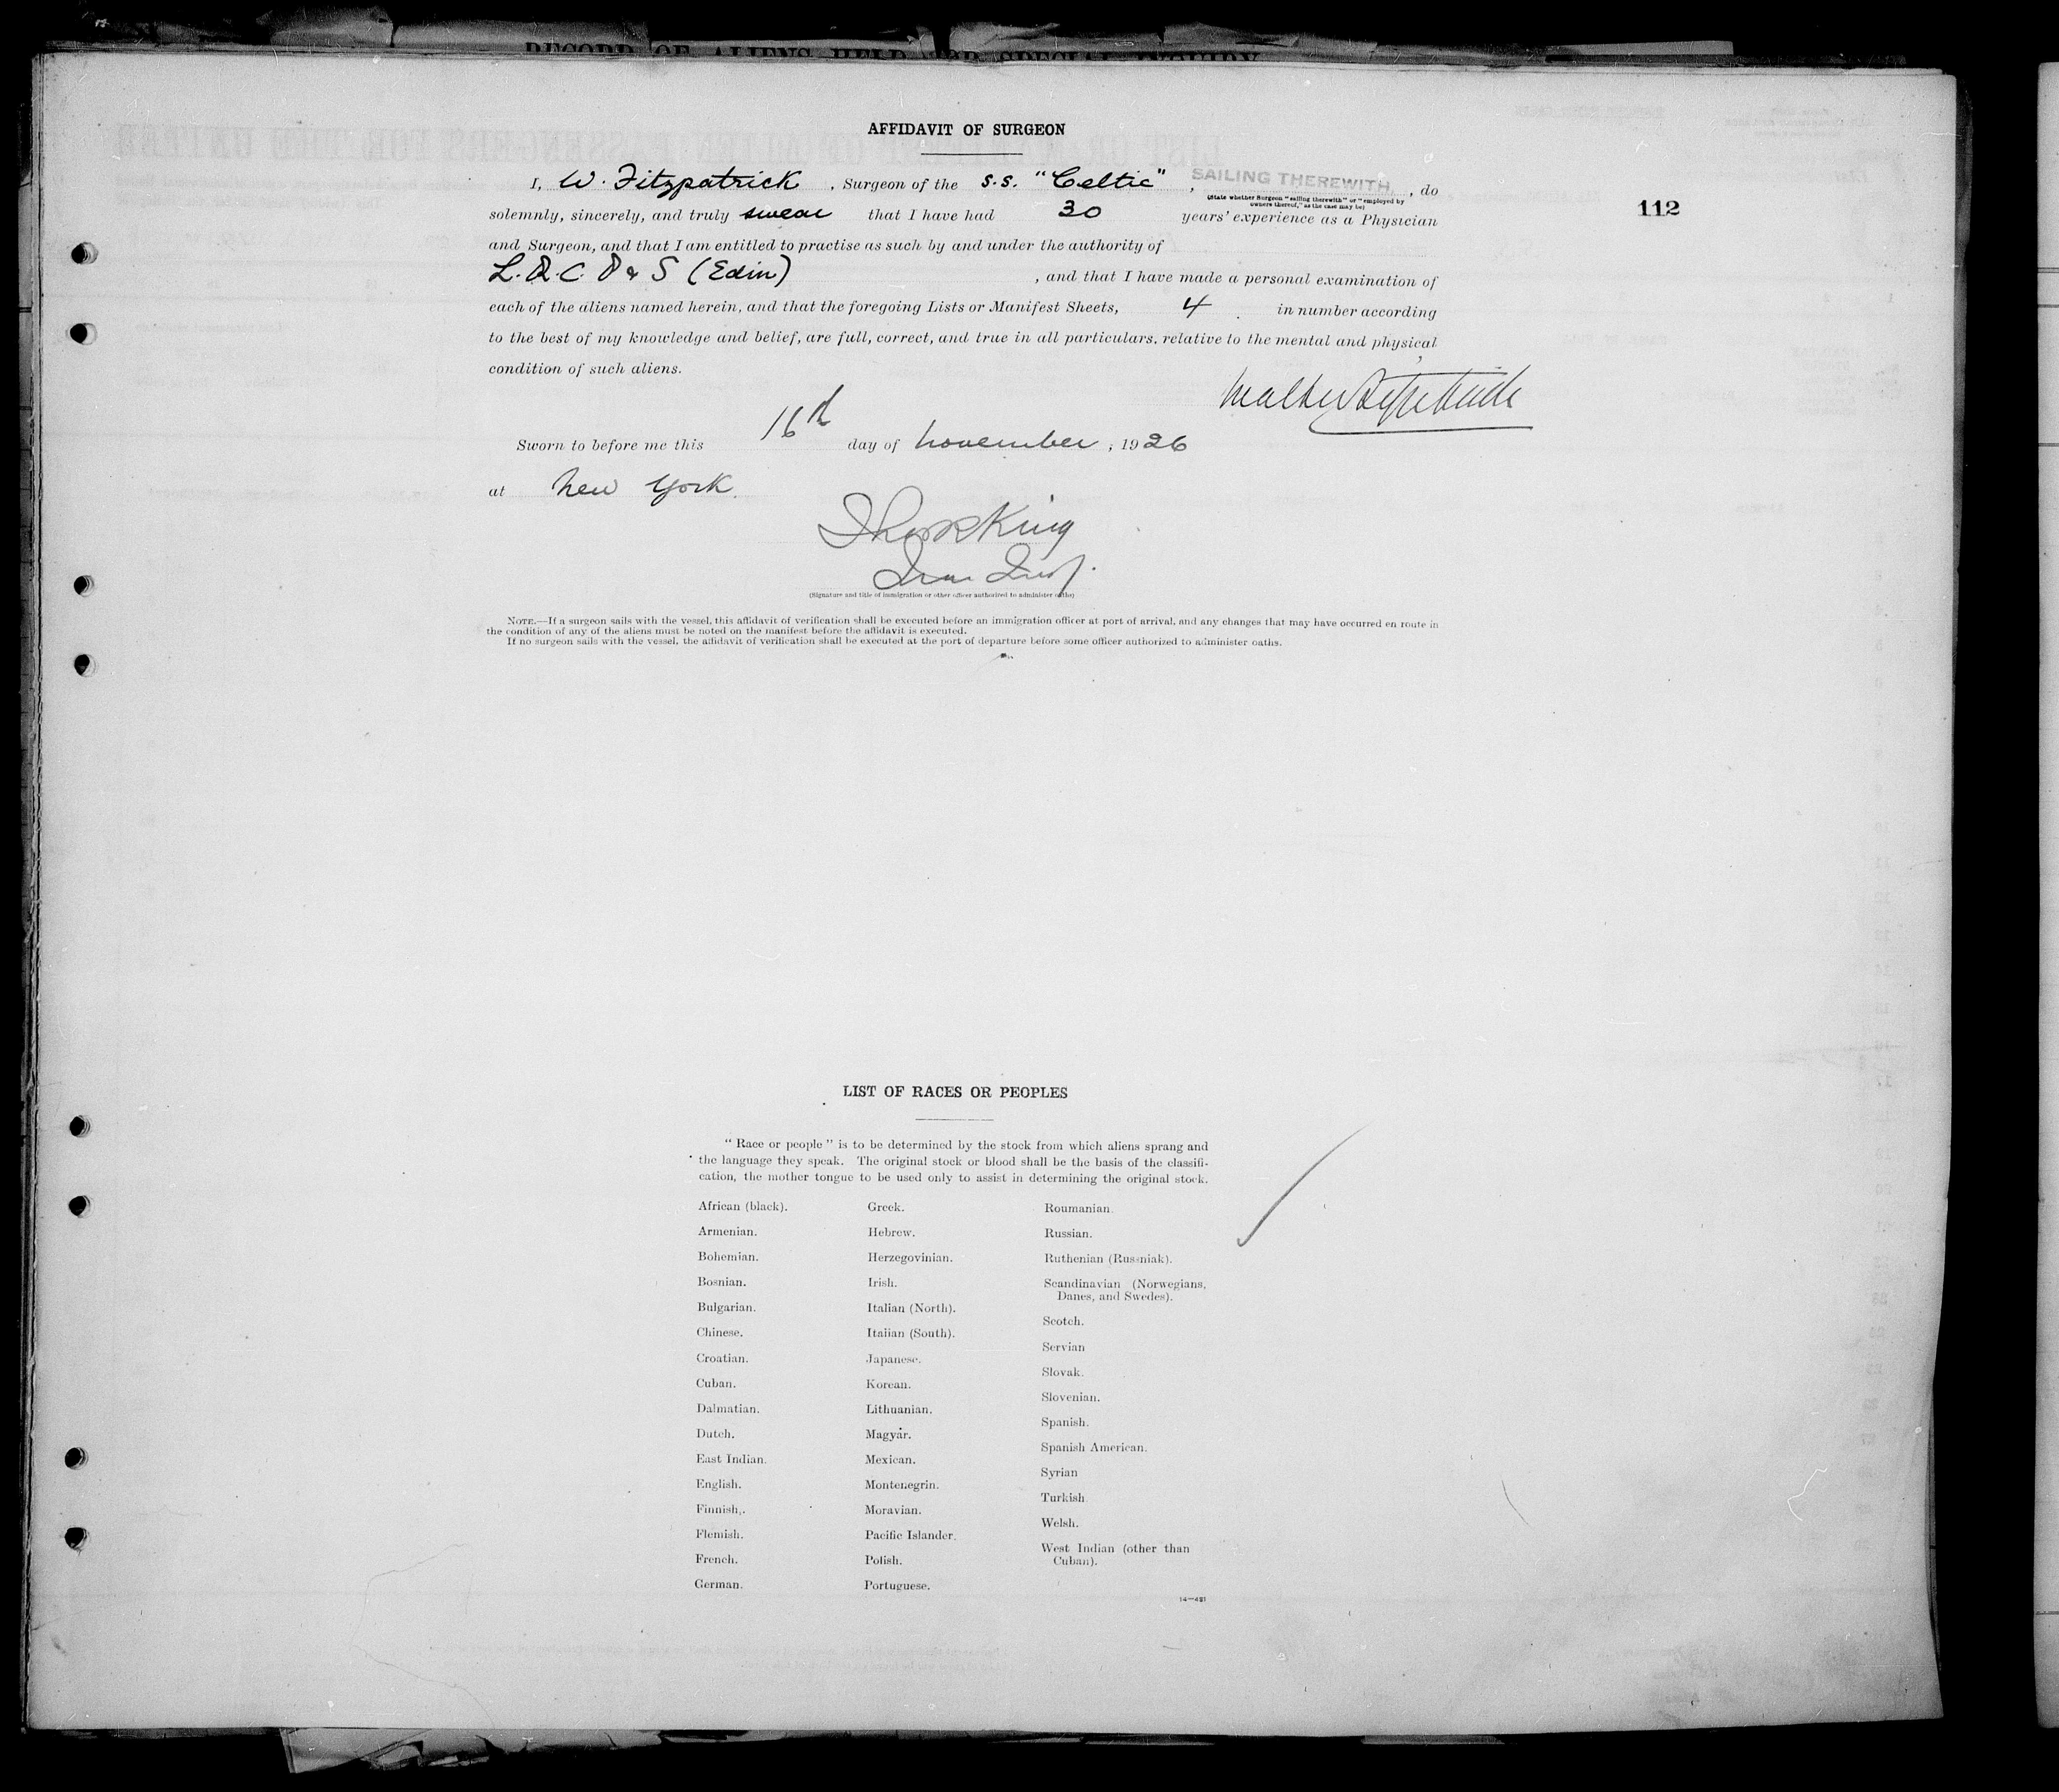 RECORD OF ALIENS HELD FOR SPECIAL INQUIRY
AFFIDAVIT OF SURGEON
I, W. Fitzpatrick , Surgeon of the S.S. "Celtic" , SAILING THEREWITH , do
(State whether Surgeon "sailing therewith" or "employed by
owners thereof," as the case may be)
112
solemnly, sincerely, and truly swear that I have had 30 years' experience as a Physician
and Surgeon, and that I am entitled to practise as such by and under the authority of
L. R. C. P & S (Edin) , and that I have made a personal examination of
each of the aliens named herein, and that the foregoing Lists or Manifest Sheets, 4 in number according
to the best of my knowledge and belief, are full, correct, and true in all particulars, relative to the mental and physical
condition of such aliens.
Walter Fitzpatrick
Sworn to before me this 16th day of November , 1926
at New York.
King
(Signature and title of immigration or other officer authorized to administer oaths)
NOTE.—If a surgeon sails with the vessel, this affidavit of verification shall be executed before an immigration officer at port of arrival, and any changes that may have occurred en route in
the condition of any of the aliens must be noted on the manifest before the affidavit is executed.
If no surgeon sails with the vessel, the affidavit of verification shall be executed at the port of departure before some officer authorized to administer oaths.
LIST OF RACES OR PEOPLES
"Race or people" is to be determined by the stock from which aliens sprang and
the language they speak. The original stock or blood shall be the basis of the classifi-
cation, the mother tongue to be used only to assist in determining the original stock.
African (black).
Armenian.
Bohemian.
Bosnian.
Bulgarian.
Chinese.
Croatian.
Cuban.
Dalmatian.
Dutch.
East Indian.
English.
Finnish.
Flemish.
French.
German.
Greek.
Hebrew.
Herzegovinian.
Irish.
Italian (North).
Italian (South).
Japanese.
Korean.
Lithuanian.
Magyar.
Mexican.
Montenegrin.
Moravian.
Pacific Islander.
Polish.
Portuguese.
Roumanian.
Russian.
Ruthenian (Russniak).
Scandinavian (Norwegians,
Danes, and Swedes).
Scotch.
Servian
Slovak.
Slovenian.
Spanish.
Spanish American.
Syrian
Turkish
Welsh.
West Indian (other than
Cuban).
14—481